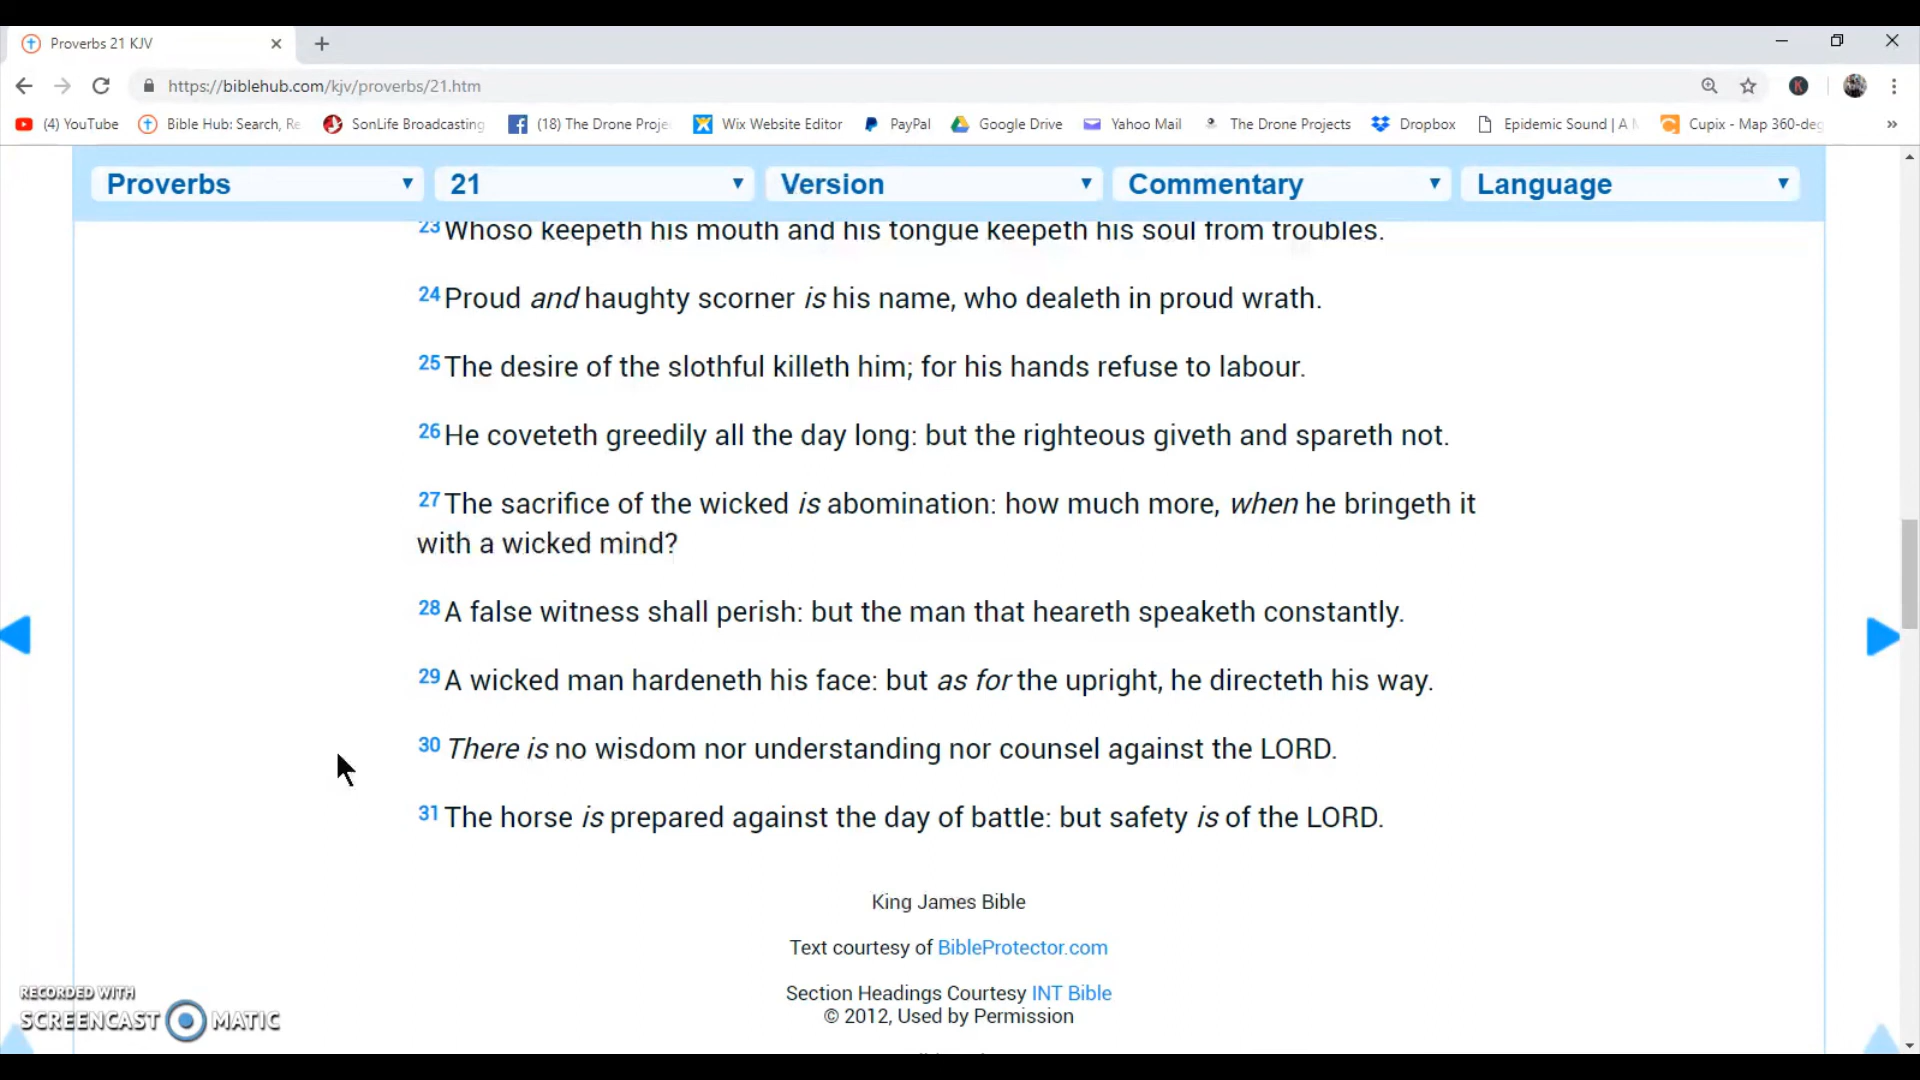 Proverbs 21 KJV
https://biblehub.com/kjv/proverbs/21.htm
K
(4) YouTube Bible Hub: Search, Re SonLife Broadcasting (18) The Drone Proje Wix Website Editor PayPal Google Drive Yahoo Mail The Drone Projects Dropbox Epidemic Sound | A M Cupix - Map 360-deg »
Proverbs 21 Version Commentary Language
23 Whoso keepeth his mouth and his tongue keepeth his soul from troubles.
24 Proud and haughty scorner is his name, who dealeth in proud wrath.
25 The desire of the slothful killeth him; for his hands refuse to labour.
26 He coveteth greedily all the day long: but the righteous giveth and spareth not.
27 The sacrifice of the wicked is abomination: how much more, when he bringeth it
with a wicked mind?
28 A false witness shall perish: but the man that heareth speaketh constantly.
29 A wicked man hardeneth his face: but as for the upright, he directeth his way.
30 There is no wisdom nor understanding nor counsel against the LORD.
31 The horse is prepared against the day of battle: but safety is of the LORD.
King James Bible
Text courtesy of BibleProtector.com
Section Headings Courtesy INT Bible
© 2012, Used by Permission
RECORDED WITH
SCREENCAST MATIC